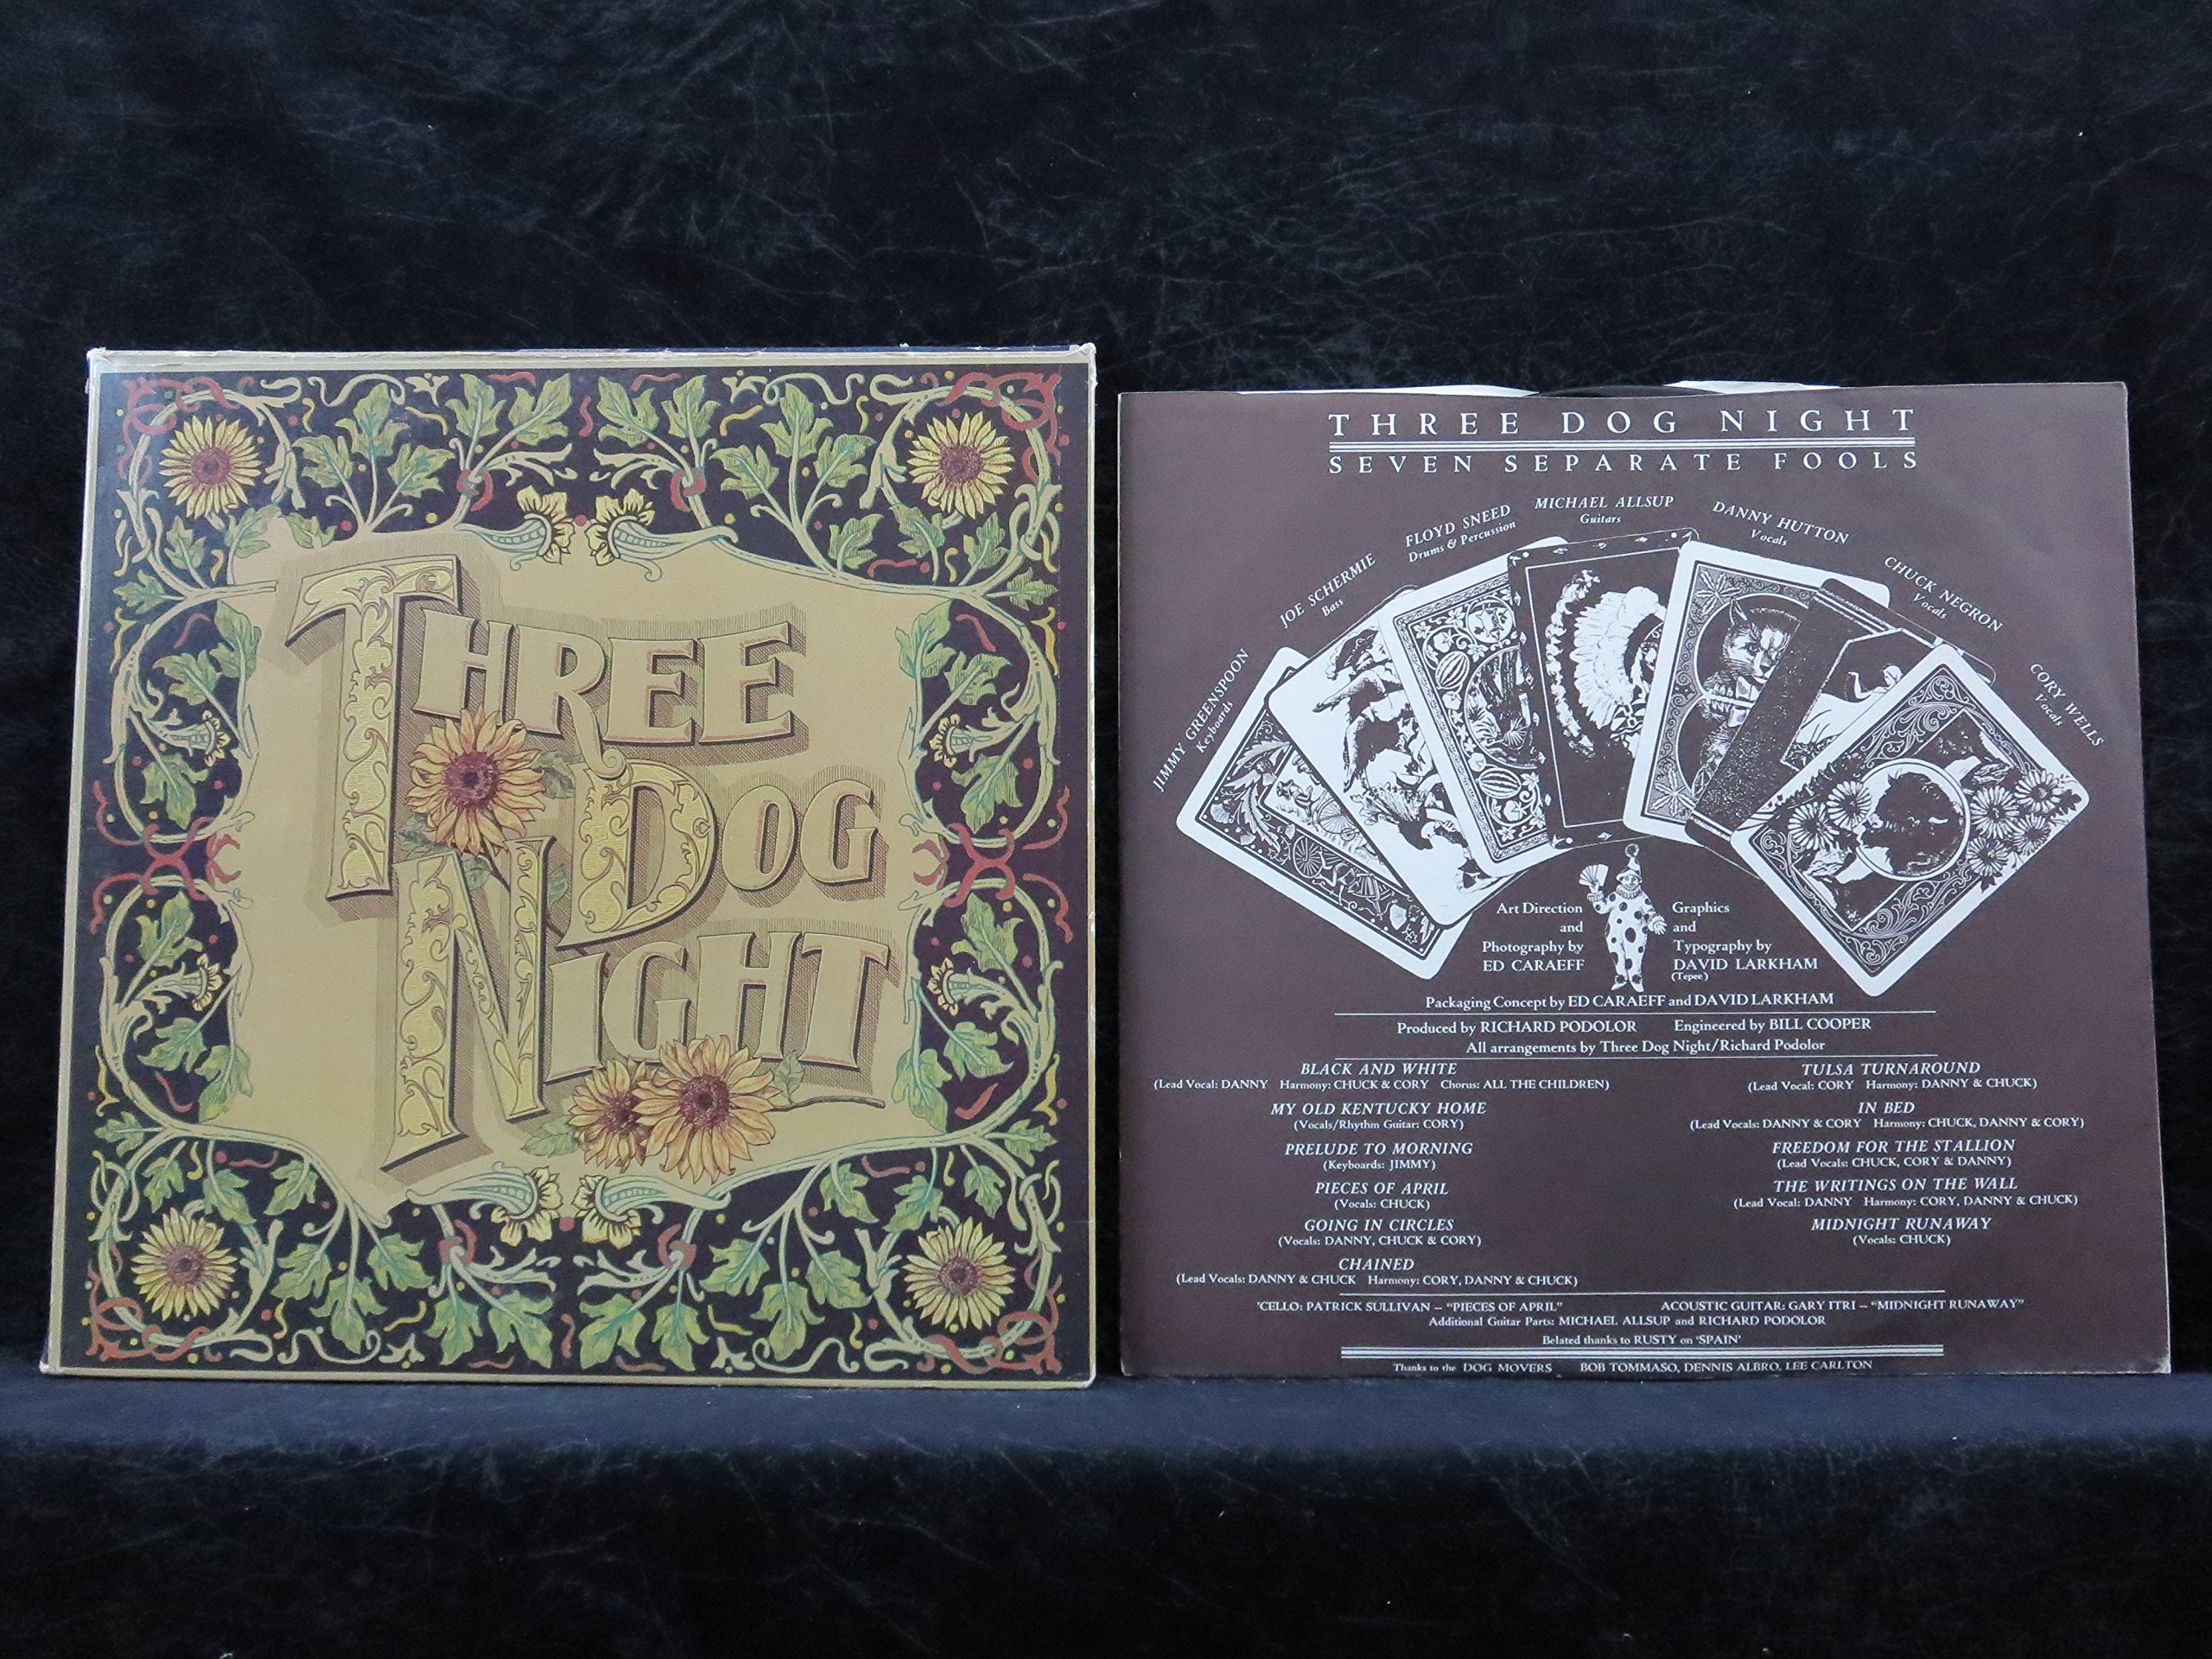 THREE
DOG
NIGHT
THREE DOG NIGHT
SEVEN SEPARATE FOOLS
JIMMY GREENSPOON
Keyboards
JOE SCHERMIE
Bass
FLOYD SNEED
Drums & Percussion
MICHAEL ALLSUP
Guitars
DANNY HUTTON
Vocals
CHUCK NEGRON
Vocals
CORY WELLS
Vocals
Art Direction
and
Photography by
ED CARAEFF
Graphics
and
Typography by
DAVID LARKHAM
(Tepee)
Packaging Concept by ED CARAEFF and DAVID LARKHAM
Produced by RICHARD PODOLOR Engineered by BILL COOPER
All arrangements by Three Dog Night/Richard Podolor
BLACK AND WHITE
(Lead Vocal: DANNY Harmony: CHUCK & CORY Chorus: ALL THE CHILDREN)
MY OLD KENTUCKY HOME
(Vocals/Rhythm Guitar: CORY)
PRELUDE TO MORNING
(Keyboards: JIMMY)
PIECES OF APRIL
(Vocals: CHUCK)
GOING IN CIRCLES
(Vocals: DANNY, CHUCK & CORY)
CHAINED
(Lead Vocals: DANNY & CHUCK Harmony: CORY, DANNY & CHUCK)
TULSA TURNAROUND
(Lead Vocal: CORY Harmony: DANNY & CHUCK)
IN BED
(Lead Vocals: DANNY & CORY Harmony: CHUCK, DANNY & CORY)
FREEDOM FOR THE STALLION
(Lead Vocals: CHUCK, CORY & DANNY)
THE WRITINGS ON THE WALL
(Lead Vocal: DANNY Harmony: CORY, DANNY & CHUCK)
MIDNIGHT RUNAWAY
(Vocals: CHUCK)
'CELLO: PATRICK SULLIVAN – "PIECES OF APRIL" ACOUSTIC GUITAR: GARY ITRI – "MIDNIGHT RUNAWAY"
Additional Guitar Parts: MICHAEL ALLSUP and RICHARD PODOLOR
Belated thanks to RUSTY on 'SPAIN'
Thanks to the DOG MOVERS BOB TOMMASO, DENNIS ALBRO, LEE CARLTON